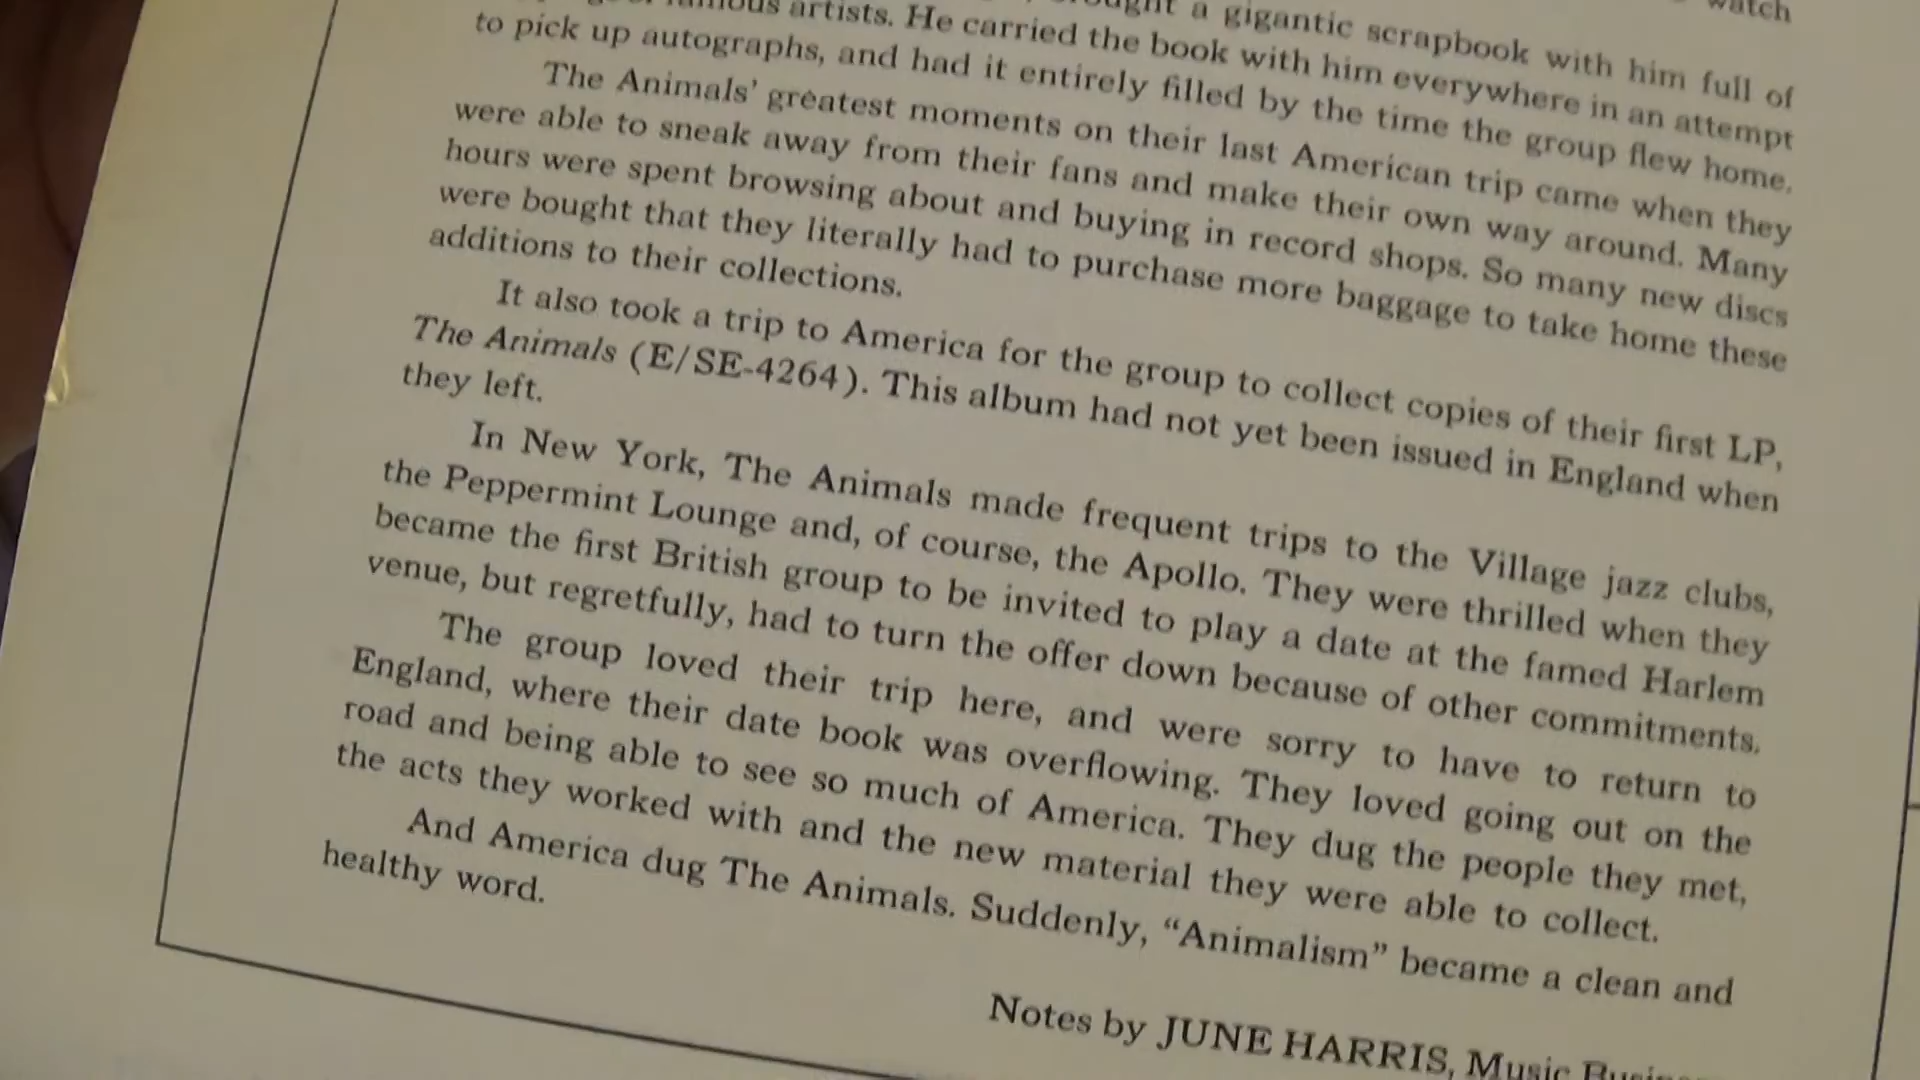 watch
a gigantic scrapbook with him full of
famous artists. He carried the book with him everywhere in an attempt
to pick up autographs, and had it entirely filled by the time the group flew home.
The Animals' greatest moments on their last American trip came when they
were able to sneak away from their fans and make their own way around. Many
hours were spent browsing about and buying in record shops. So many new discs
were bought that they literally had to purchase more baggage to take home these
additions to their collections.
It also took a trip to America for the group to collect copies of their first LP,
The Animals (E/SE-4264). This album had not yet been issued in England when
they left.
In New York, The Animals made frequent trips to the Village jazz clubs,
the Peppermint Lounge and, of course, the Apollo. They were thrilled when they
became the first British group to be invited to play a date at the famed Harlem
venue, but regretfully, had to turn the offer down because of other commitments.
The group loved their trip here, and were sorry to have to return to
England, where their date book was overflowing. They loved going out on the
road and being able to see so much of America. They dug the people they met,
the acts they worked with and the new material they were able to collect.
And America dug The Animals. Suddenly, “Animalism” became a clean and
healthy word.
Notes by JUNE HARRIS, Music